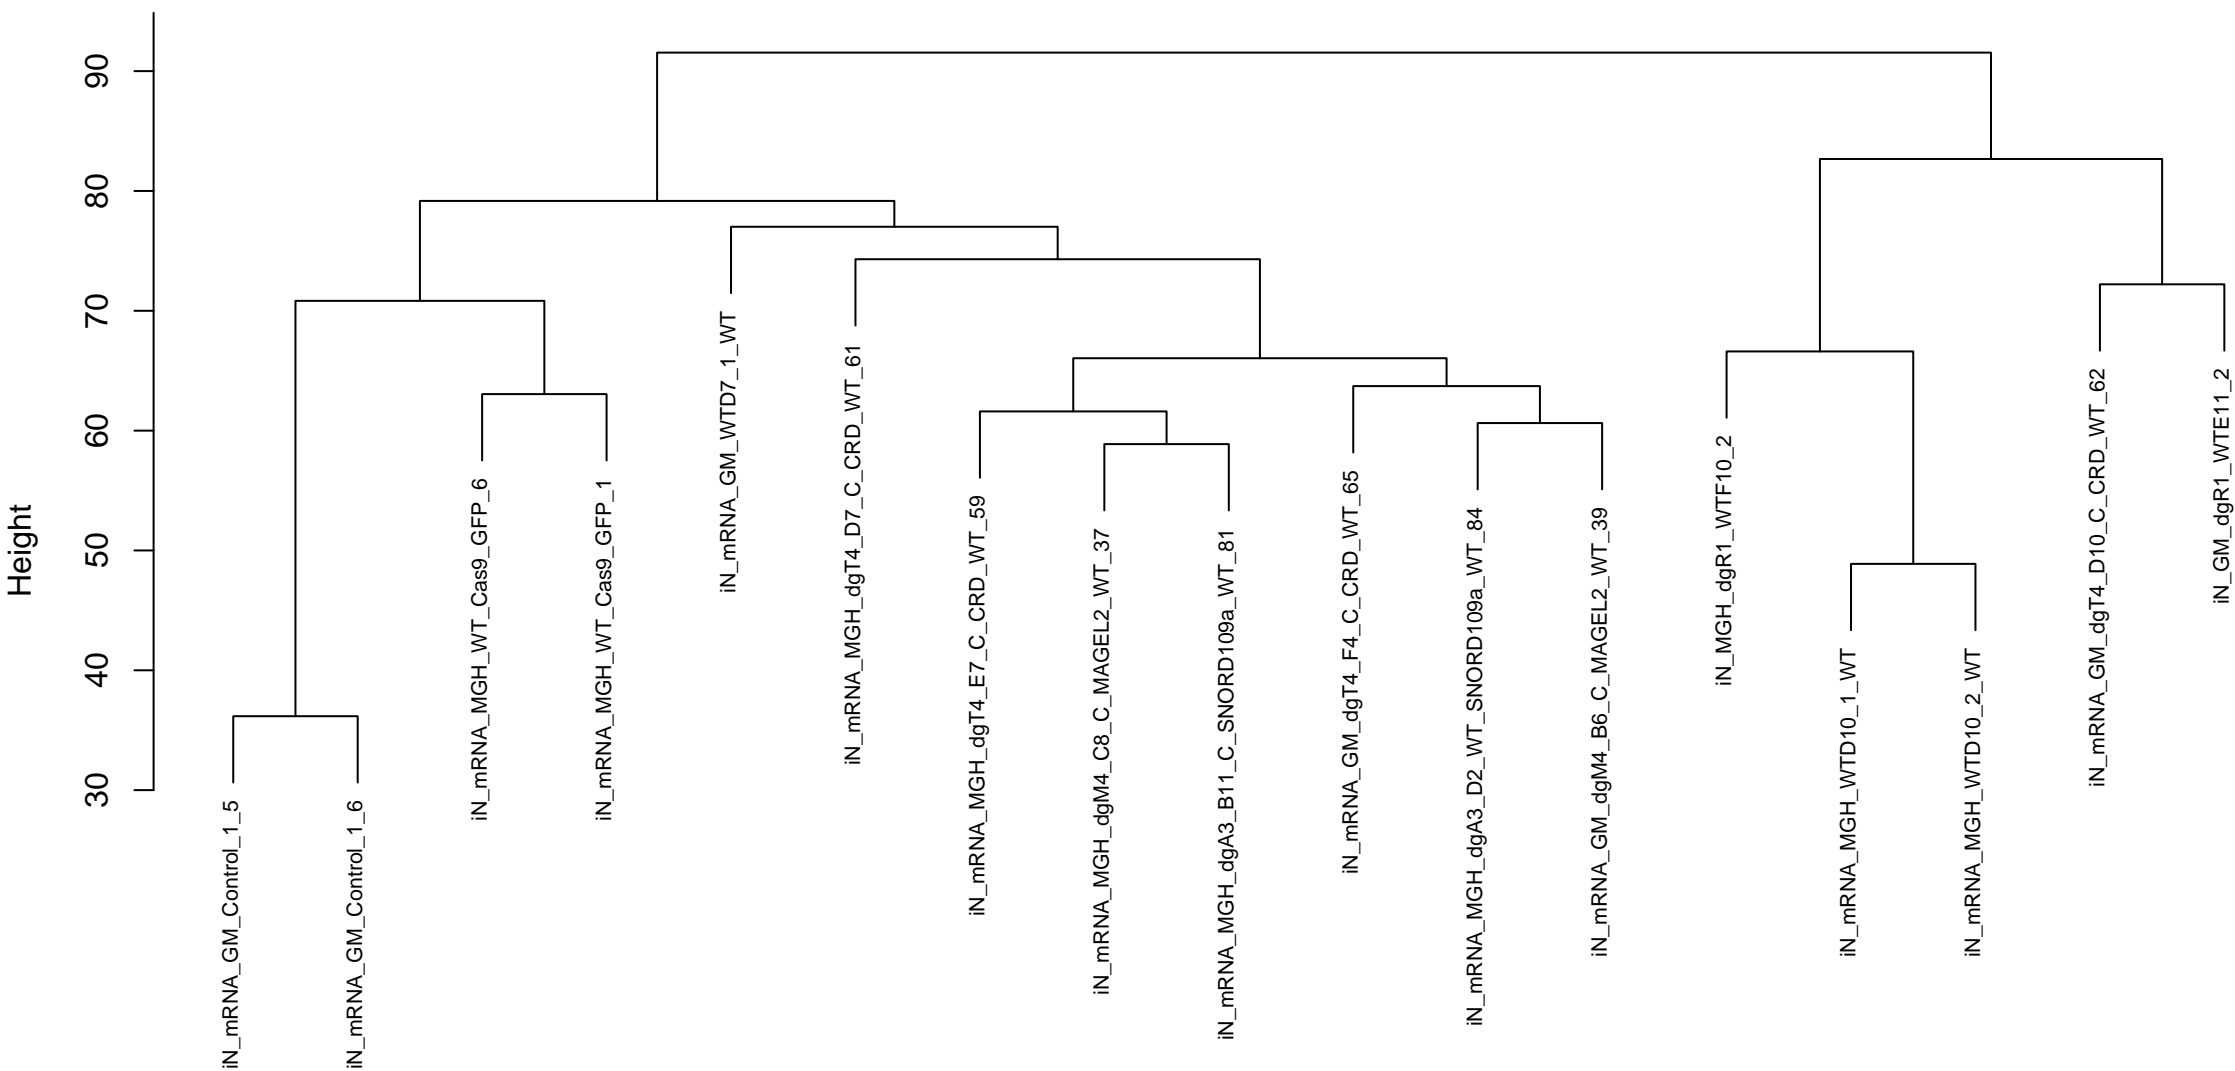 Height
90
80
70
60
50
40
30
iN_mRNA_GM_Control_1_5
iN_mRNA_GM_Control_1_6
iN_mRNA_MGH_WT_Cas9_GFP_6
iN_mRNA_MGH_WT_Cas9_GFP_1
iN_mRNA_GM_WTD7_1_WT
iN_mRNA_MGH_dgT4_D7_C_CRD_WT_61
iN_mRNA_MGH_dgT4_E7_C_CRD_WT_59
iN_mRNA_MGH_dgM4_C8_C_MAGEL2_WT_37
iN_mRNA_MGH_dgA3_B11_C_SNORD109a_WT_81
iN_mRNA_GM_dgT4_F4_C_CRD_WT_65
iN_mRNA_MGH_dgA3_D2_WT_SNORD109a_WT_84
iN_mRNA_GM_dgM4_B6_C_MAGEL2_WT_39
iN_MGH_dgR1_WTF10_2
iN_mRNA_MGH_WTD10_1_WT
iN_mRNA_MGH_WTD10_2_WT
iN_mRNA_GM_dgT4_D10_C_CRD_WT_62
iN_GM_dgR1_WTE11_2